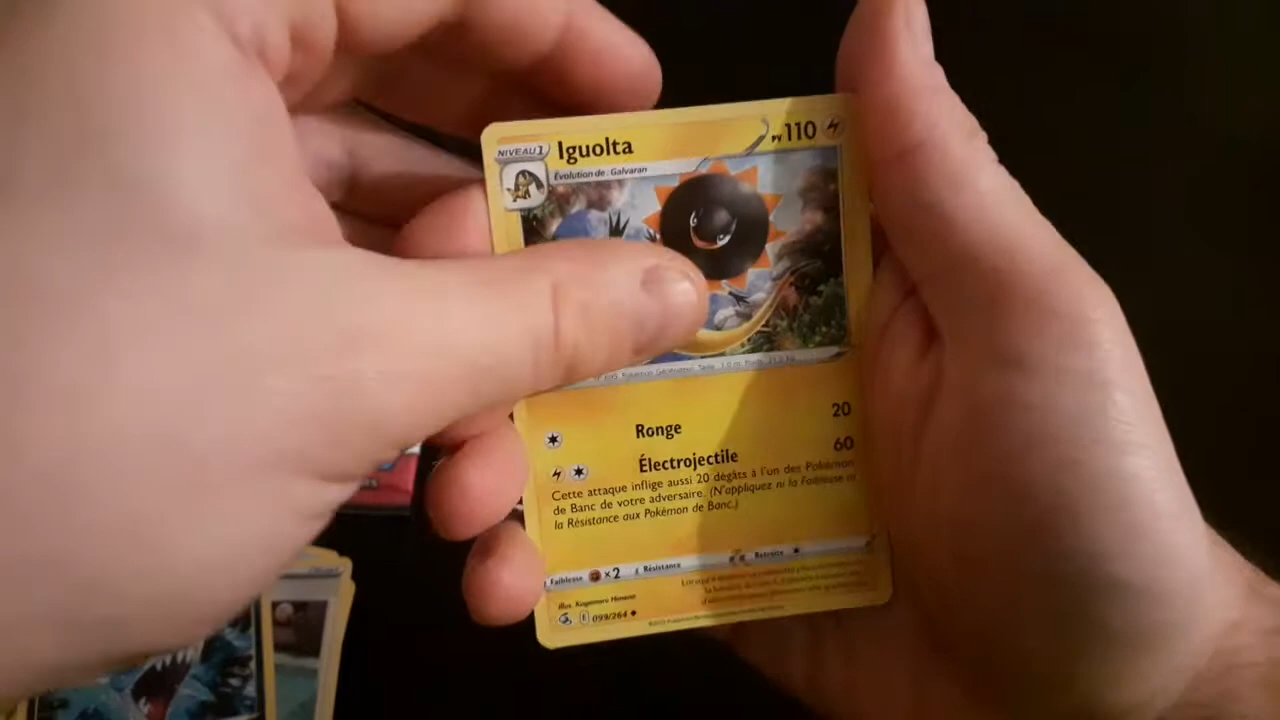 NIVEAU 1
Iguolta
PV 110
Évolution de : Galvaran
Ronge 20
Électrojectile 60
Cette attaque inflige aussi 20 dégâts à l'un des Pokémon
de Banc de votre adversaire. (N'appliquez ni la Faiblesse ni
la Résistance aux Pokémon de Banc.)
Faiblesse ×2 Résistance Retraite
Illus. Kagemaru Himeno
E 099/264